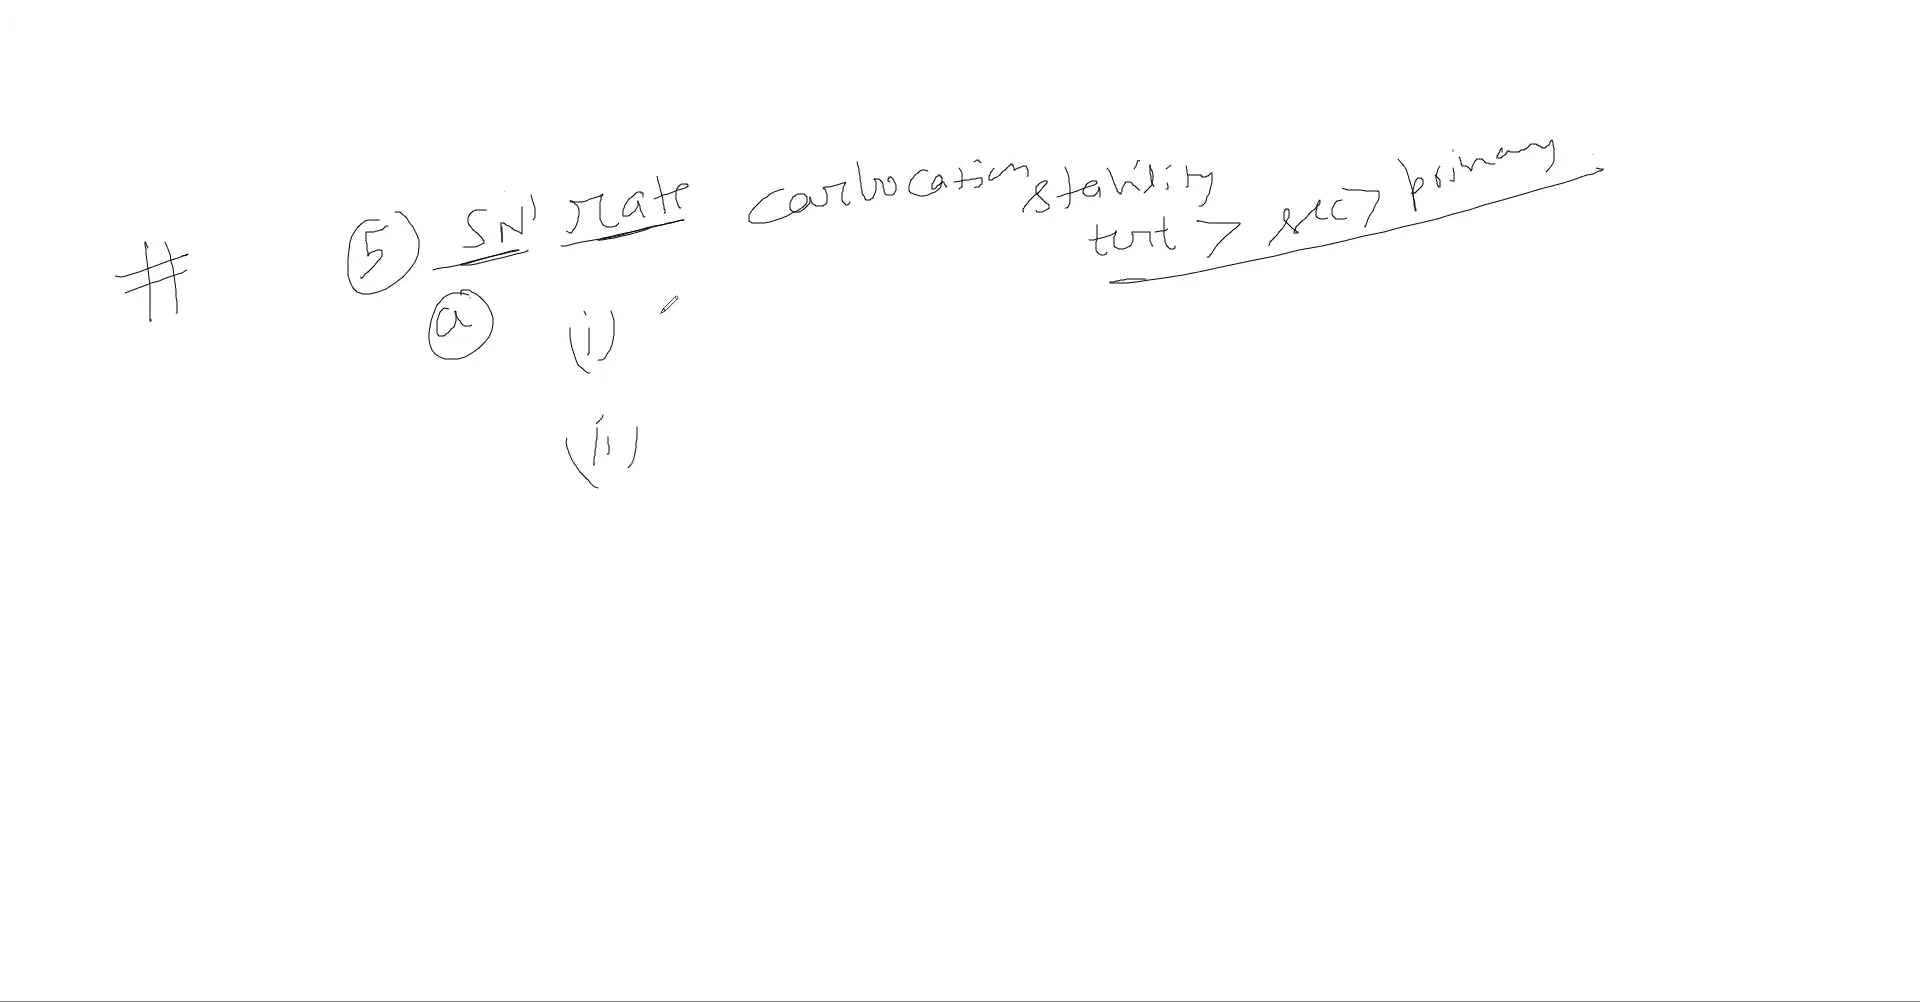 # (5) SN¹ rate carbocation stability
tert > sec > primary
(a) (i)
(ii)